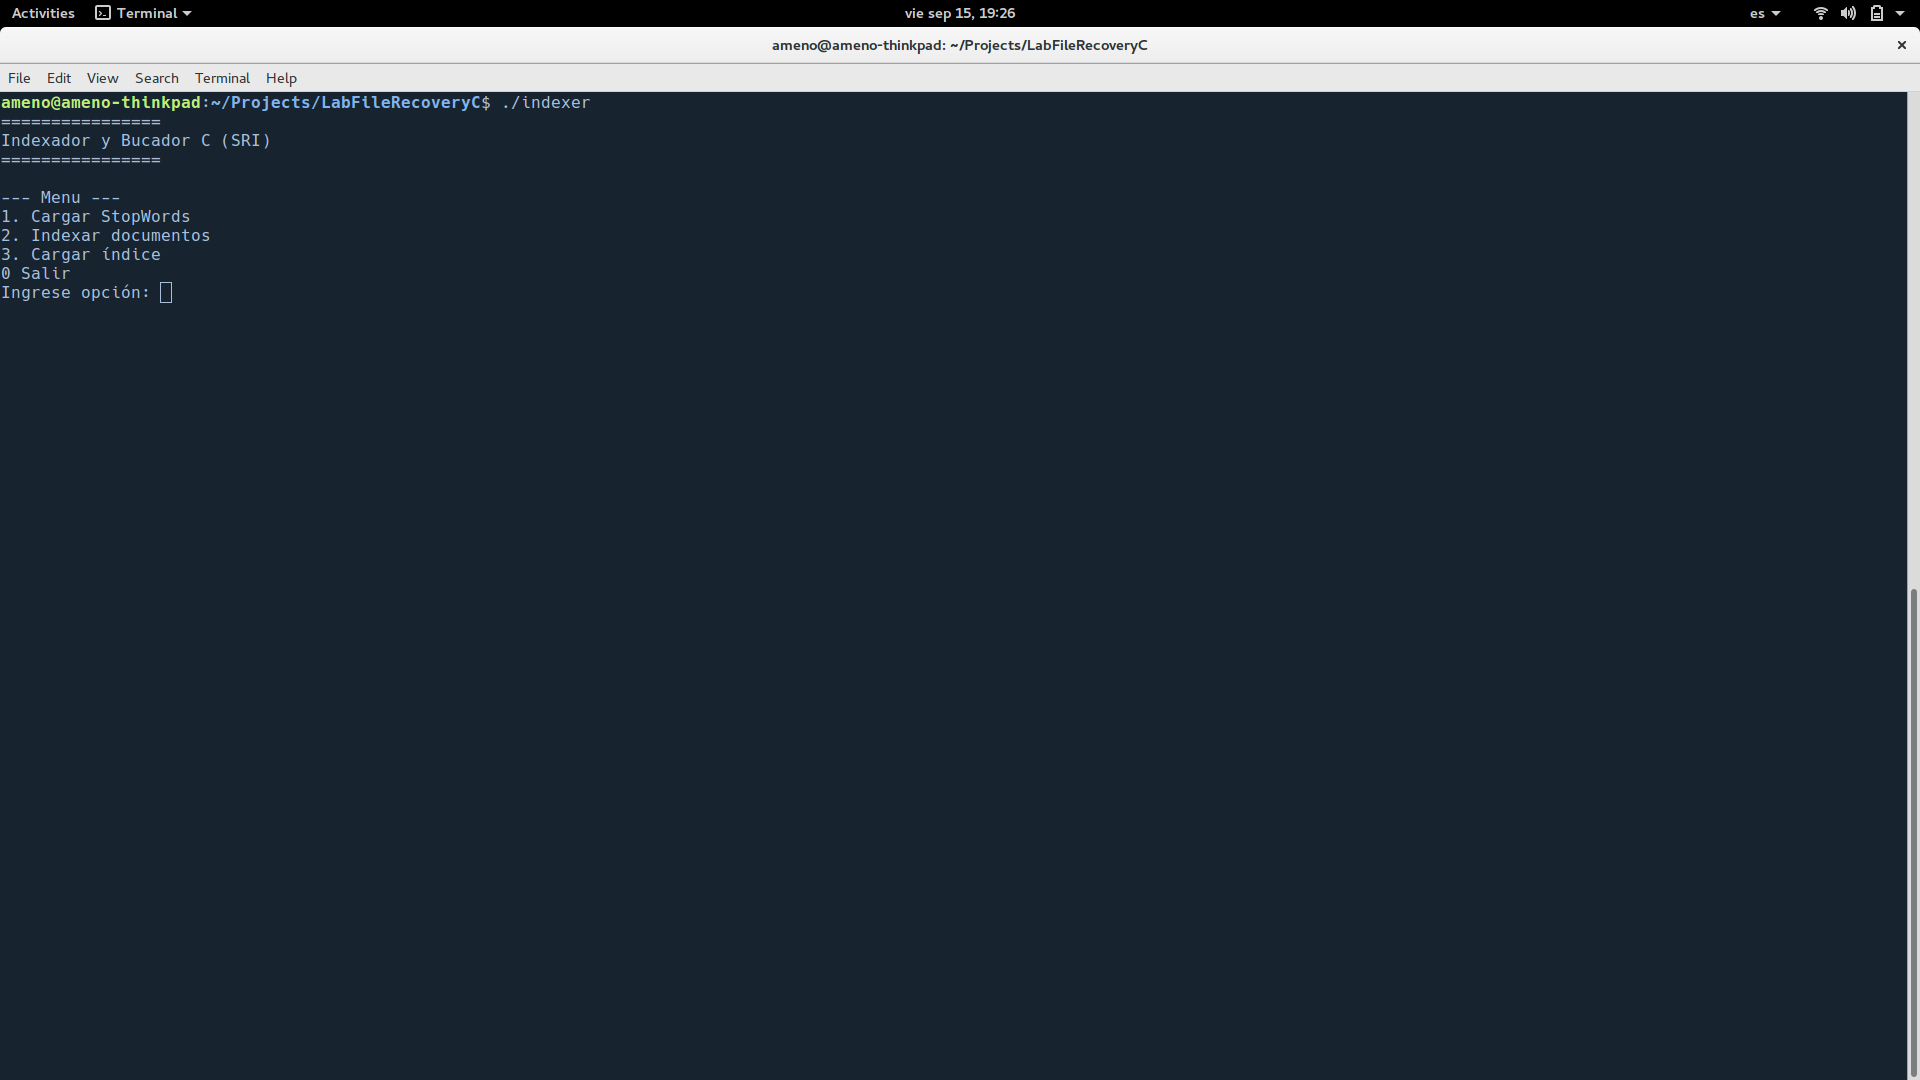 Activities Terminal vie sep 15, 19:26 es
ameno@ameno-thinkpad: ~/Projects/LabFileRecoveryC
File Edit View Search Terminal Help
ameno@ameno-thinkpad:~/Projects/LabFileRecoveryC$ ./indexer
================
Indexador y Bucador C (SRI)
================
--- Menu ---
1. Cargar StopWords
2. Indexar documentos
3. Cargar índice
0 Salir
Ingrese opción: